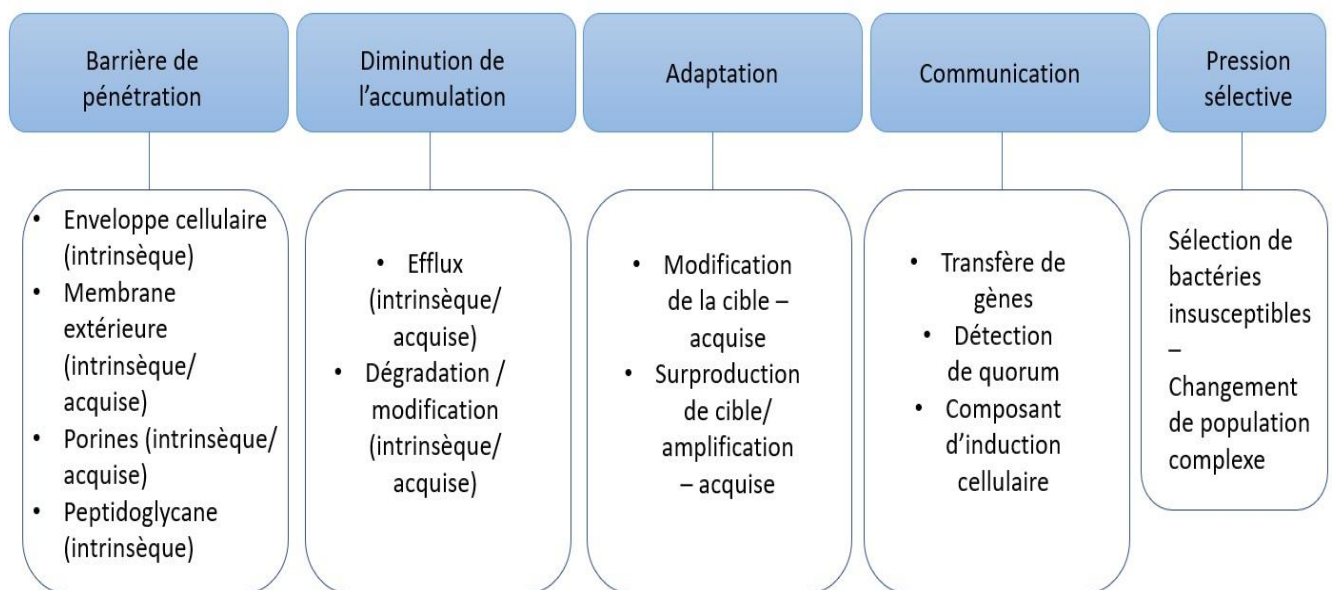 Barrière de
pénétration
Diminution de
l'accumulation
Adaptation
Communication
Pression
sélective
• Enveloppe cellulaire
(intrinsèque)
• Membrane
extérieure
(intrinsèque/
acquise)
• Porines (intrinsèque/
acquise)
• Peptidoglycane
(intrinsèque)
• Efflux
(intrinsèque/
acquise)
• Dégradation /
modification
(intrinsèque/
acquise)
• Modification
de la cible –
acquise
• Surproduction
de cible/
amplification
– acquise
• Transfère de
gènes
• Détection
de quorum
• Composant
d'induction
cellulaire
Sélection de
bactéries
insusceptibles
–
Changement
de population
complexe